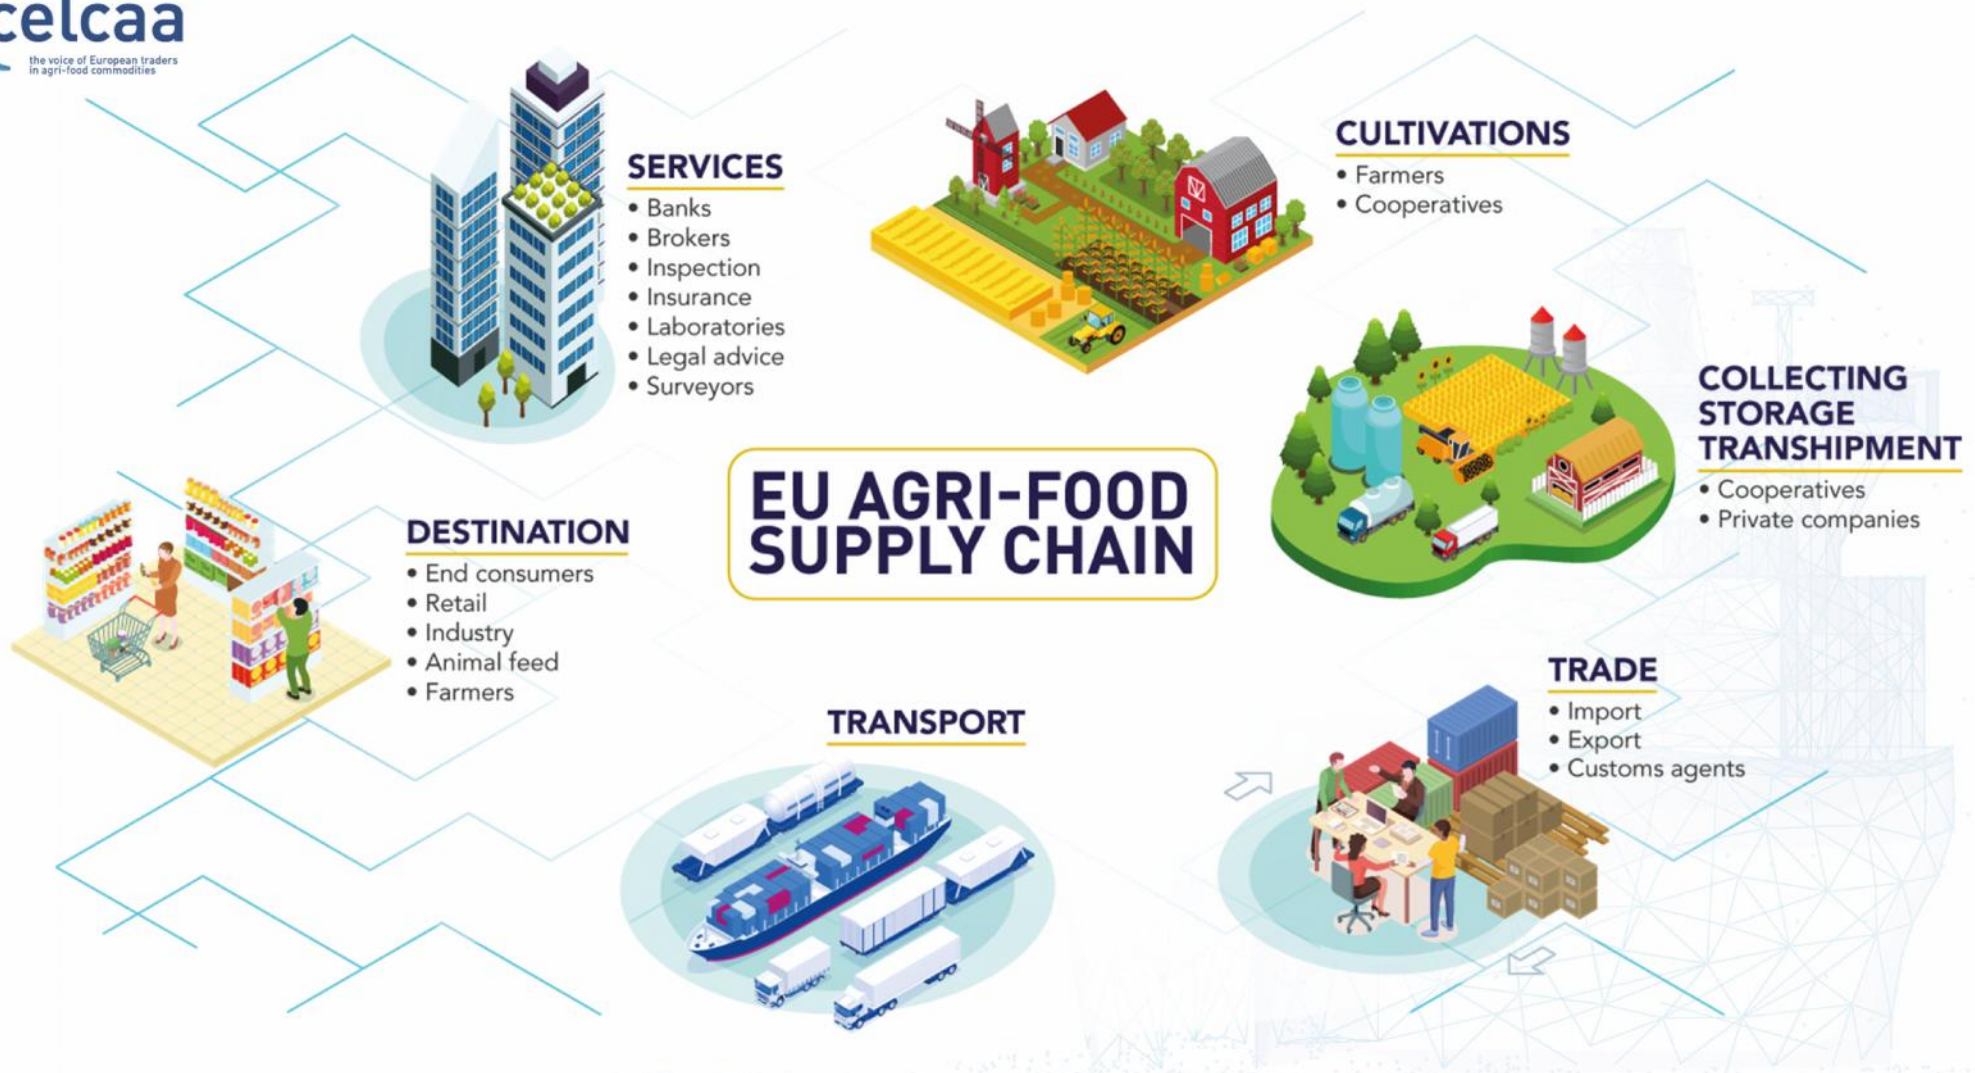 celcaa
the voice of European traders
in agri-food commodities
SERVICES
• Banks
• Brokers
• Inspection
• Insurance
• Laboratories
• Legal advice
• Surveyors
CULTIVATIONS
• Farmers
• Cooperatives
COLLECTING
STORAGE
TRANSHIPMENT
• Cooperatives
• Private companies
EU AGRI-FOOD
SUPPLY CHAIN
DESTINATION
• End consumers
• Retail
• Industry
• Animal feed
• Farmers
TRANSPORT
TRADE
• Import
• Export
• Customs agents